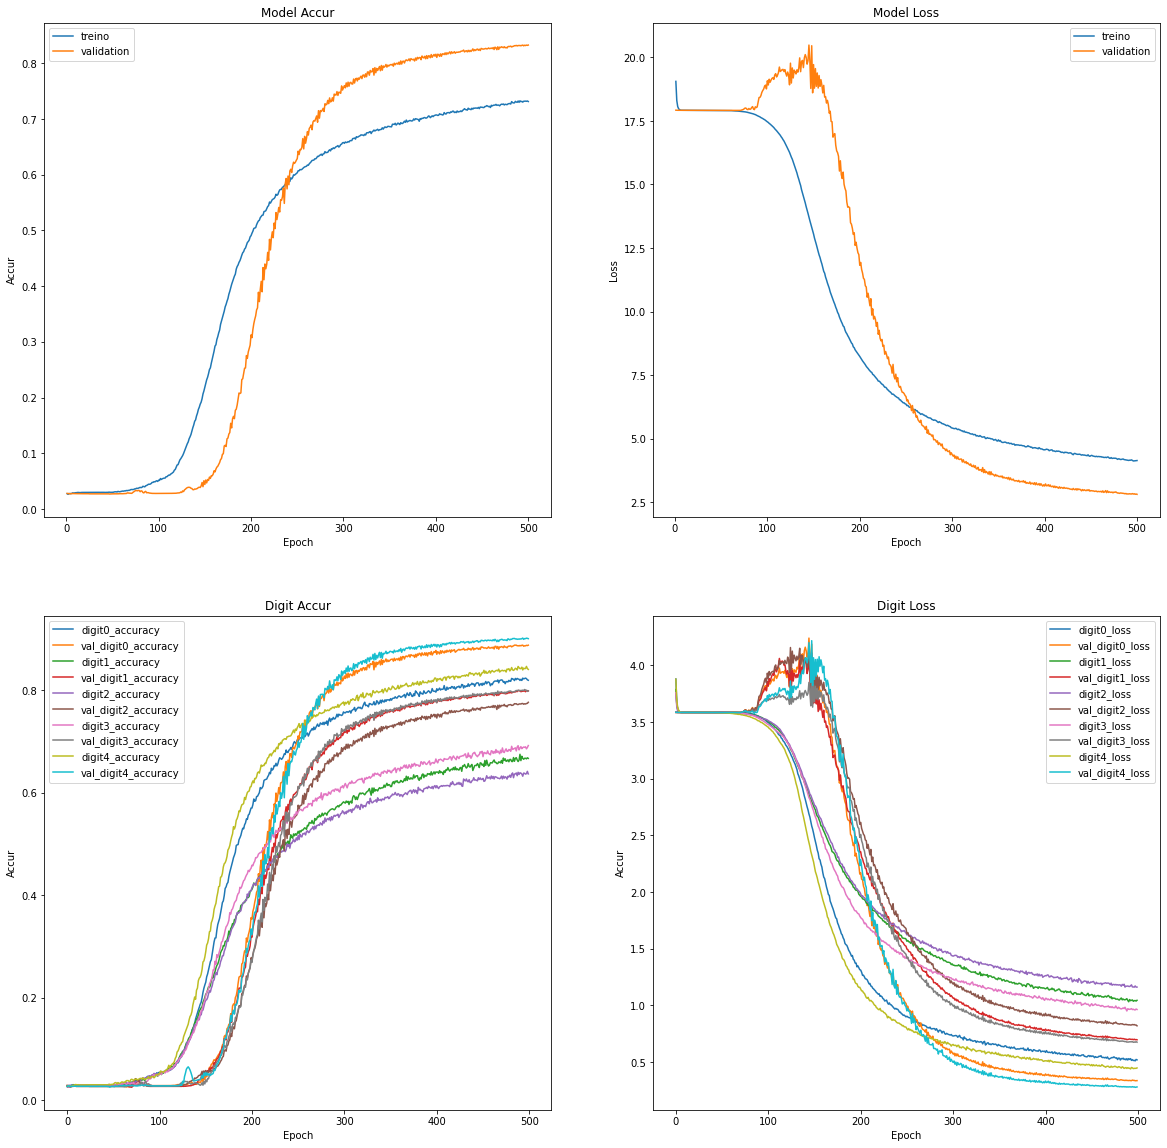 Model Accur
treino
validation
0.8
0.7
0.6
0.5
0.4
0.3
0.2
0.1
0.0
Accur
0 100 200 300 400 500
Epoch
Model Loss
treino
validation
20.0
17.5
15.0
12.5
10.0
7.5
5.0
2.5
Loss
0 100 200 300 400 500
Epoch
Digit Accur
digit0_accuracy
val_digit0_accuracy
digit1_accuracy
val_digit1_accuracy
digit2_accuracy
val_digit2_accuracy
digit3_accuracy
val_digit3_accuracy
digit4_accuracy
val_digit4_accuracy
0.8
0.6
0.4
0.2
0.0
Accur
0 100 200 300 400 500
Epoch
Digit Loss
digit0_loss
val_digit0_loss
digit1_loss
val_digit1_loss
digit2_loss
val_digit2_loss
digit3_loss
val_digit3_loss
digit4_loss
val_digit4_loss
4.0
3.5
3.0
2.5
2.0
1.5
1.0
0.5
Accur
0 100 200 300 400 500
Epoch